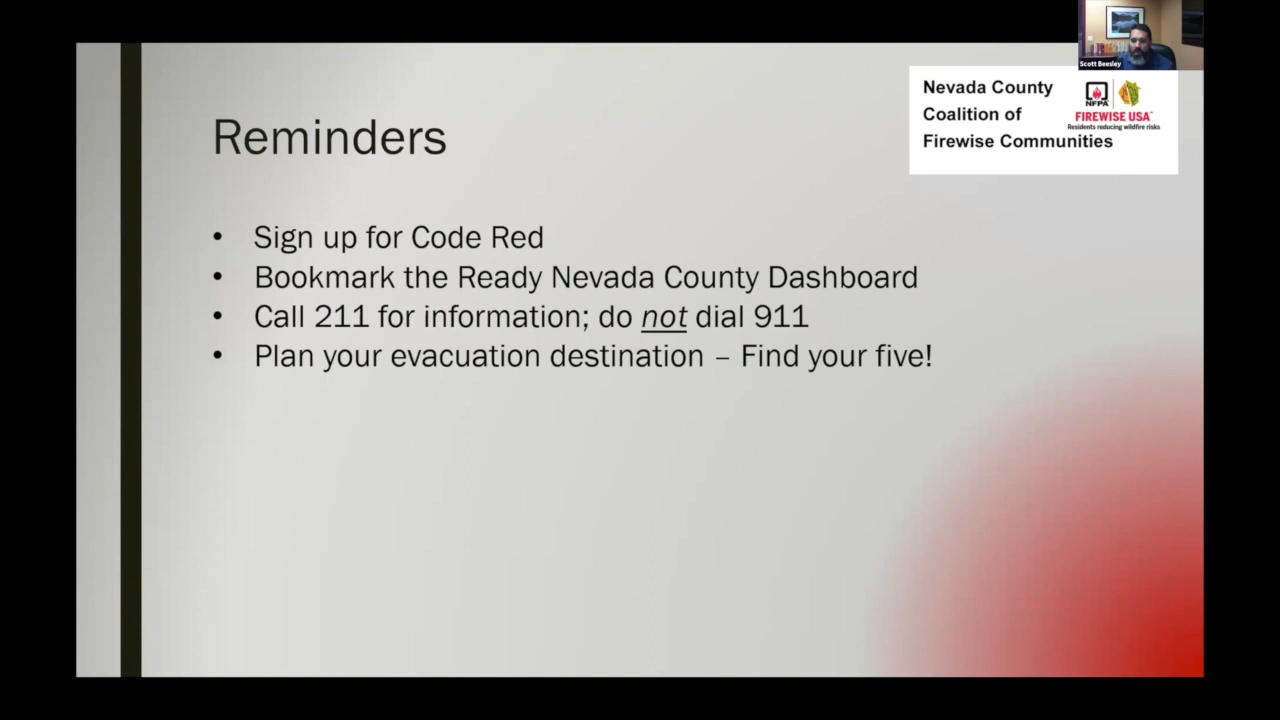 Scott Beesley
Nevada County
Coalition of
Firewise Communities
NFPA
FIREWISE USA™
Residents reducing wildfire risks
Reminders
• Sign up for Code Red
• Bookmark the Ready Nevada County Dashboard
• Call 211 for information; do not dial 911
• Plan your evacuation destination – Find your five!